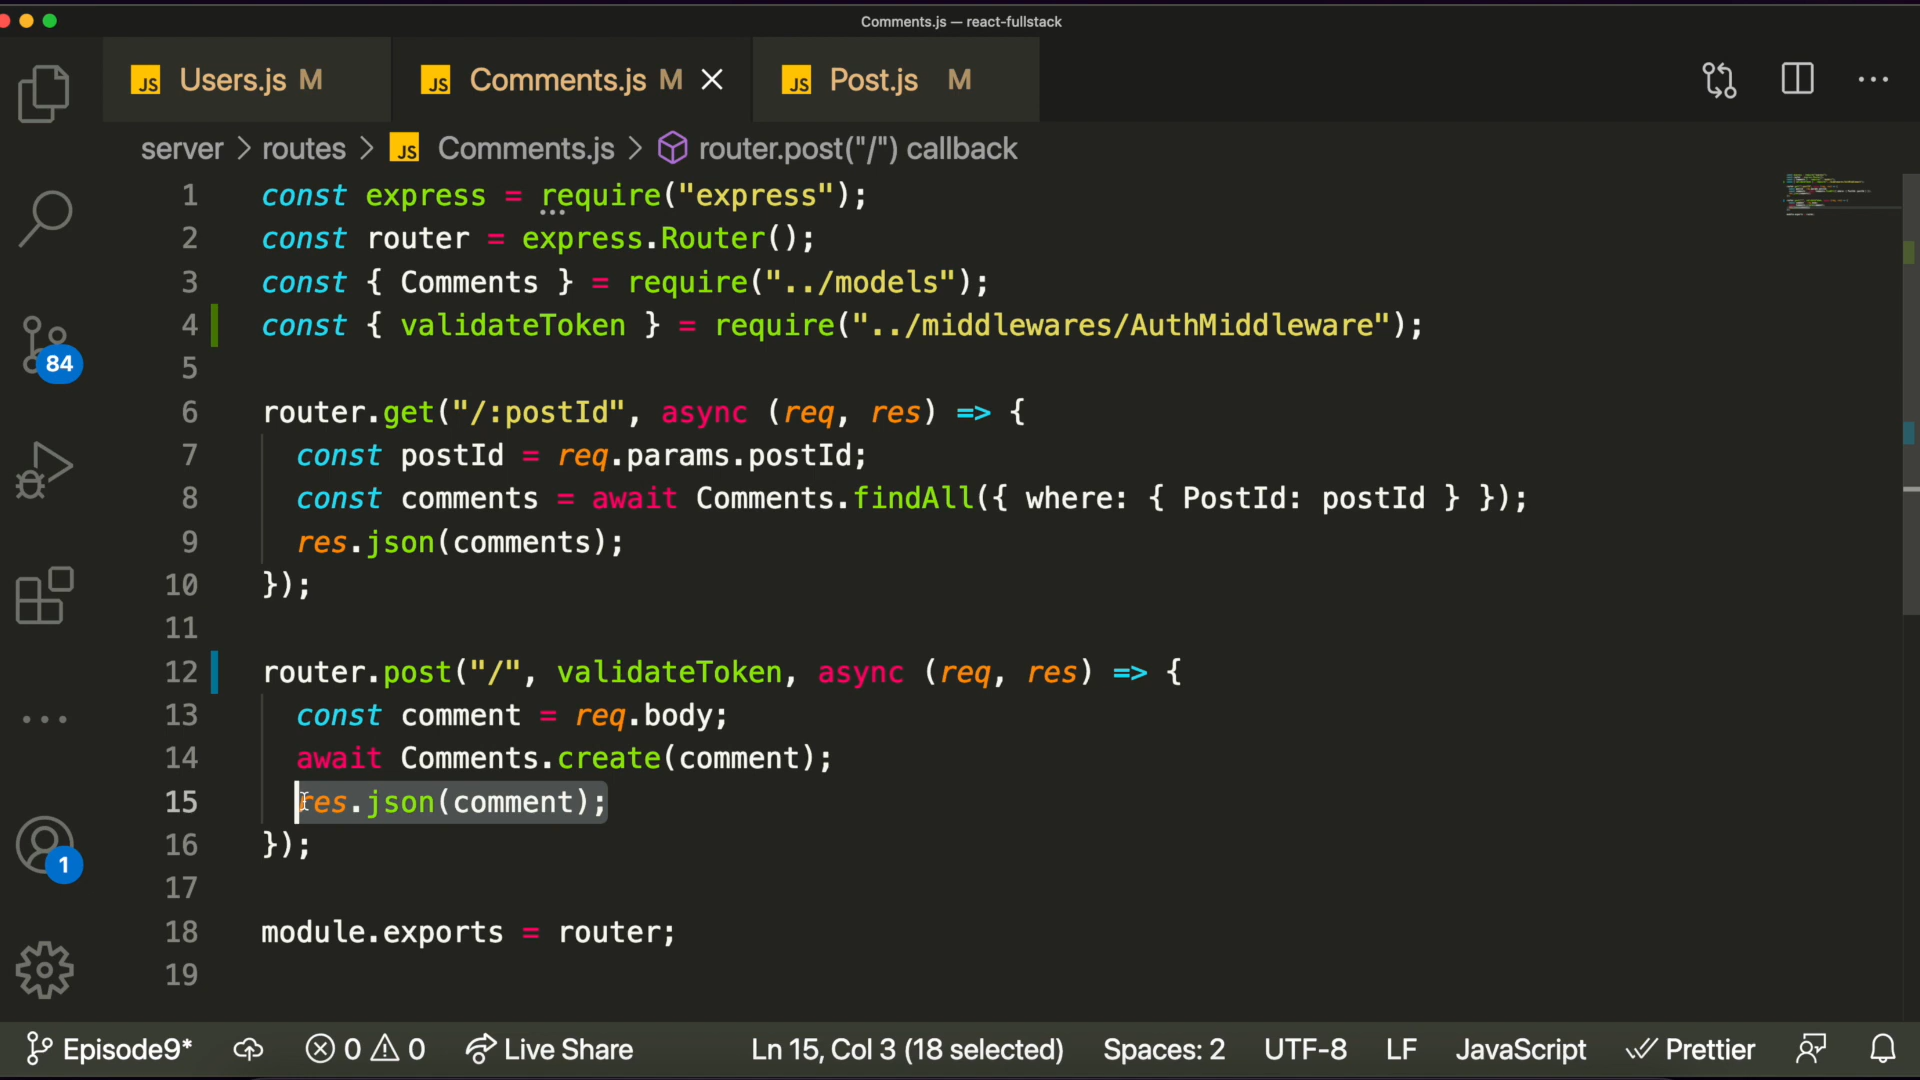 Comments.js — react-fullstack
JS Users.js M
JS Comments.js M
JS Post.js M
server > routes > JS Comments.js > router.post("/") callback
1 const express = require("express");
2 const router = express.Router();
3 const { Comments } = require("../models");
4 const { validateToken } = require("../middlewares/AuthMiddleware");
5
6 router.get("/:postId", async (req, res) => {
7 const postId = req.params.postId;
8 const comments = await Comments.findAll({ where: { PostId: postId } });
9 res.json(comments);
10 });
11
12 router.post("/", validateToken, async (req, res) => {
13 const comment = req.body;
14 await Comments.create(comment);
15 res.json(comment);
16 });
17
18 module.exports = router;
19
84
1
Episode9* 0 0 Live Share Ln 15, Col 3 (18 selected) Spaces: 2 UTF-8 LF JavaScript Prettier